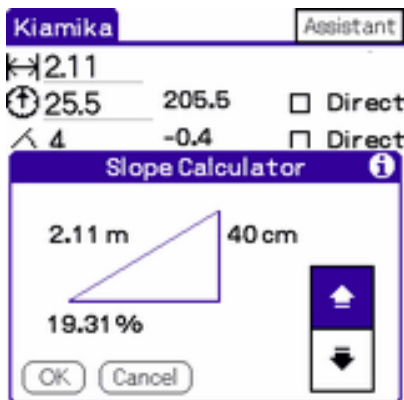 Kiamika Assistant
2.11
25.5 205.5 Direct
4 -0.4 Direct
Slope Calculator i
2.11 m 40 cm
19.31%
OK Cancel